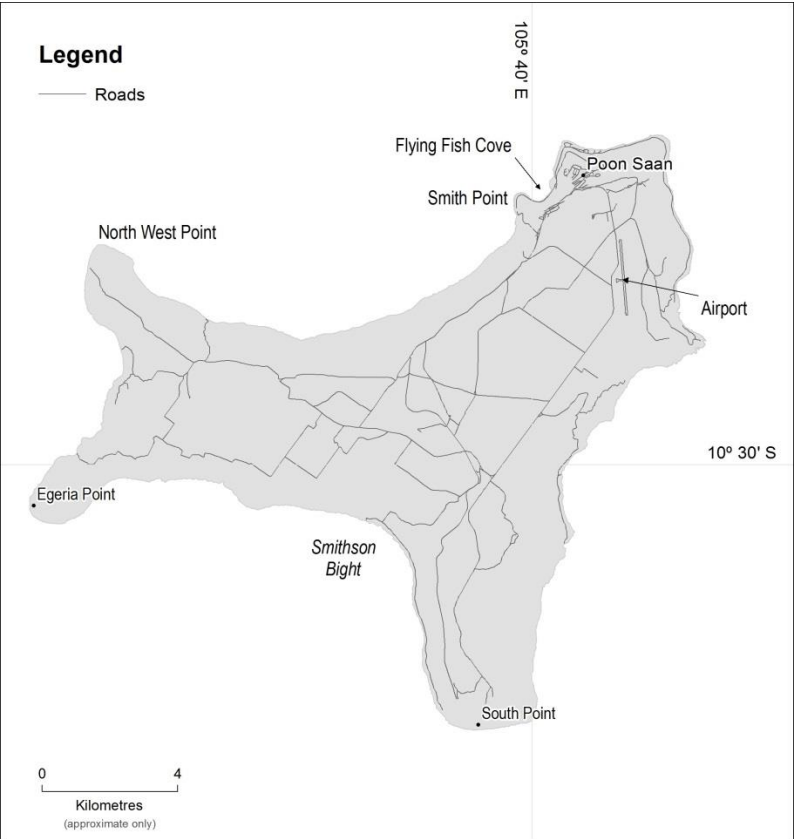 Legend
Roads
105º 40' E
Flying Fish Cove
Poon Saan
Smith Point
North West Point
Airport
10º 30' S
Egeria Point
Smithson
Bight
South Point
0 4
Kilometres
(approximate only)